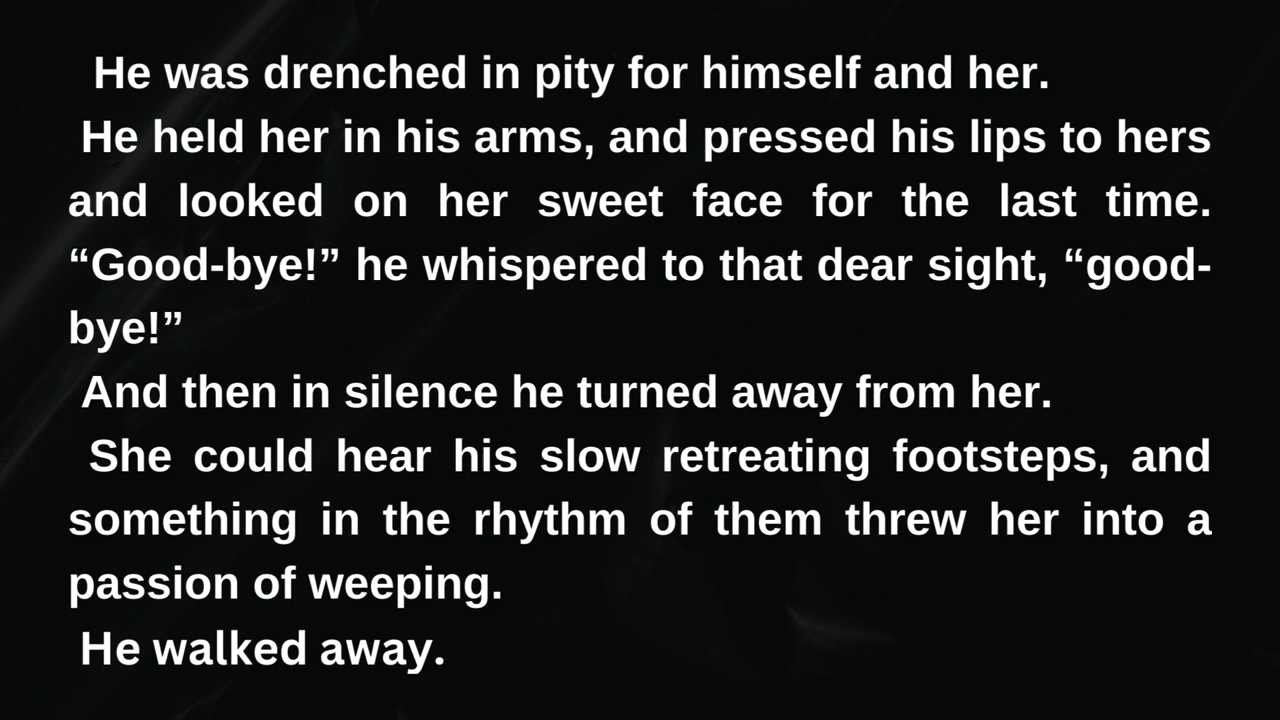 He was drenched in pity for himself and her.
He held her in his arms, and pressed his lips to hers
and looked on her sweet face for the last time.
“Good-bye!” he whispered to that dear sight, “good-
bye!”
And then in silence he turned away from her.
She could hear his slow retreating footsteps, and
something in the rhythm of them threw her into a
passion of weeping.
He walked away.